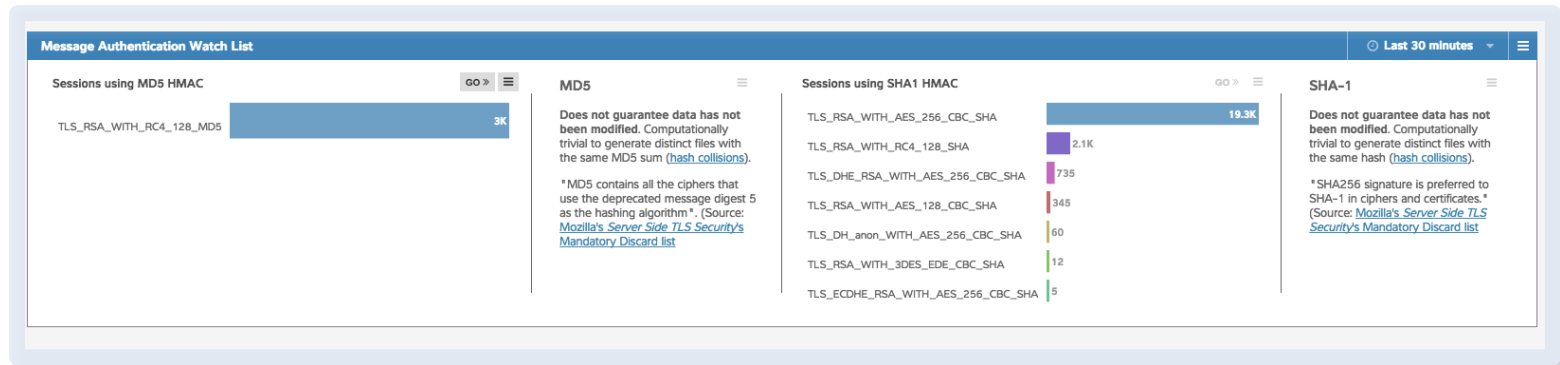 Message Authentication Watch List
Last 30 minutes
Sessions using MD5 HMAC
GO »
TLS_RSA_WITH_RC4_128_MD5
3K
MD5
Does not guarantee data has not
been modified. Computationally
trivial to generate distinct files with
the same MD5 sum (hash collisions).
"MD5 contains all the ciphers that
use the deprecated message digest 5
as the hashing algorithm". (Source:
Mozilla's Server Side TLS Security's
Mandatory Discard list
Sessions using SHA1 HMAC
GO »
TLS_RSA_WITH_AES_256_CBC_SHA
19.3K
TLS_RSA_WITH_RC4_128_SHA
2.1K
TLS_DHE_RSA_WITH_AES_256_CBC_SHA
735
TLS_RSA_WITH_AES_128_CBC_SHA
345
TLS_DH_anon_WITH_AES_256_CBC_SHA
60
TLS_RSA_WITH_3DES_EDE_CBC_SHA
12
TLS_ECDHE_RSA_WITH_AES_256_CBC_SHA
5
SHA-1
Does not guarantee data has not
been modified. Computationally
trivial to generate distinct files with
the same hash (hash collisions).
"SHA256 signature is preferred to
SHA-1 in ciphers and certificates."
(Source: Mozilla's Server Side TLS
Security's Mandatory Discard list